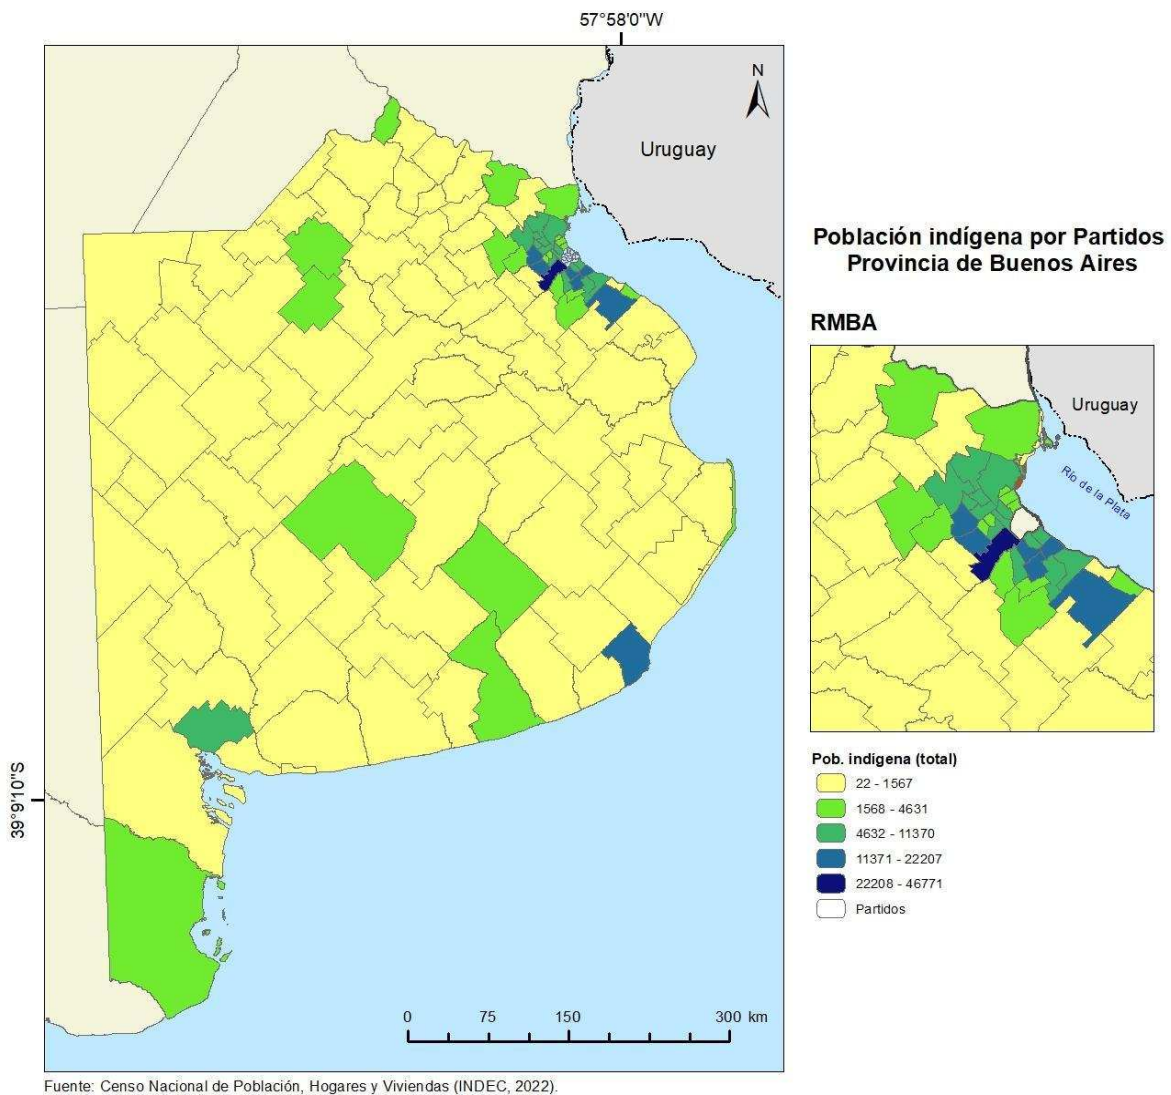 57°58'0"W
N
Uruguay
Población indígena por Partidos
Provincia de Buenos Aires
RMBA
Uruguay
Río de la Plata
Pob. indígena (total)
22 - 1567
1568 - 4631
4632 - 11370
11371 - 22207
22208 - 46771
Partidos
39°9'10"S
0 75 150 300 km
Fuente: Censo Nacional de Población, Hogares y Viviendas (INDEC, 2022).